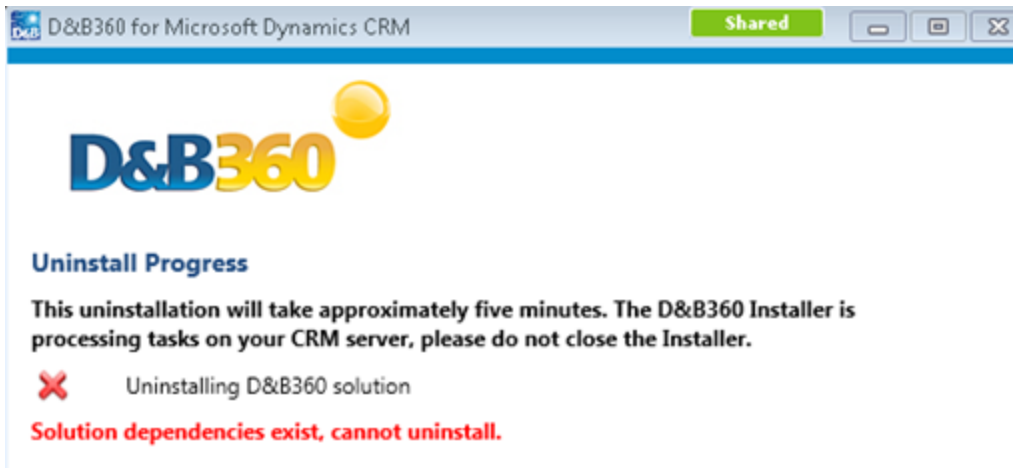 D&B360 for Microsoft Dynamics CRM
Shared
D&B360
Uninstall Progress
This uninstallation will take approximately five minutes. The D&B360 Installer is
processing tasks on your CRM server, please do not close the Installer.
Uninstalling D&B360 solution
Solution dependencies exist, cannot uninstall.